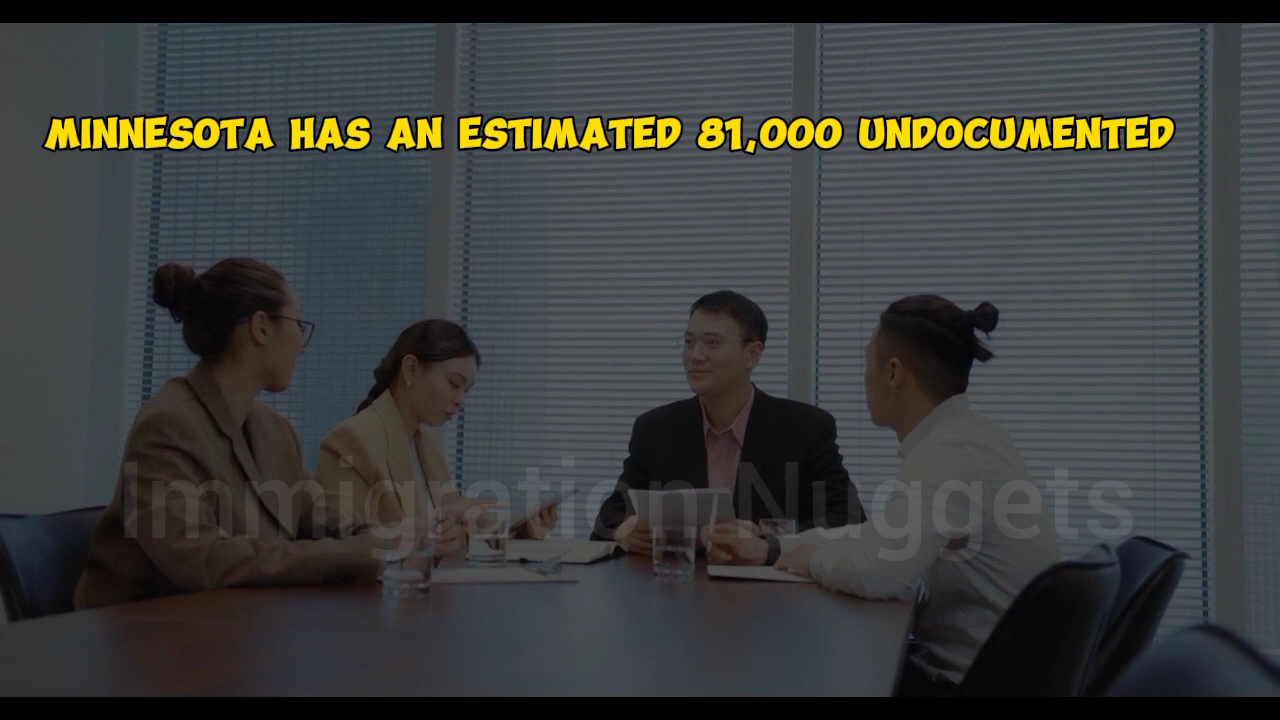 MINNESOTA HAS AN ESTIMATED 81,000 UNDOCUMENTED
Immigration Nuggets